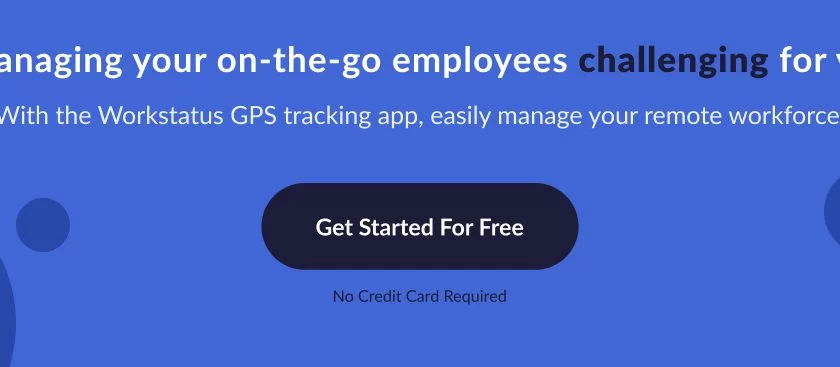 anaging your on-the-go employees challenging for
With the Workstatus GPS tracking app, easily manage your remote workforce
Get Started For Free
No Credit Card Required